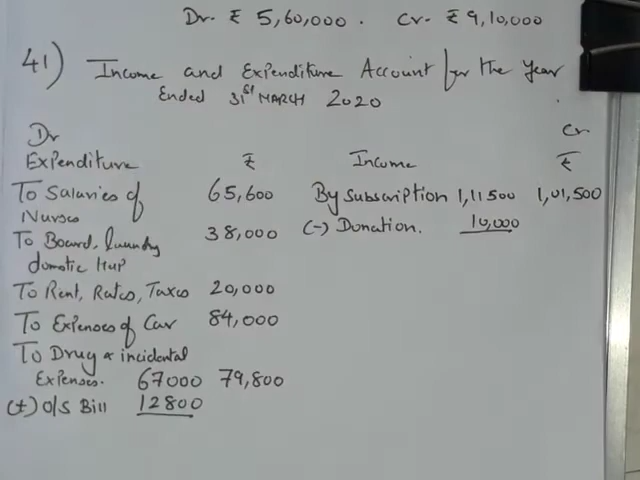 Dr. ₹ 5,60,000. Cr. ₹ 9,10,000
41) Income and Expenditure Account for the Year
Ended 31st MARCH 2020
Dr Cr.
Expenditure ₹ Income ₹
To Salaries of 65,600 By Subscription 1,11500 1,01,500
Nurses
To Board, laundry 38,000 (-) Donation. 10,000
domotic Help
To Rent, Rates, Taxes 20,000
To Expenses of Car 84,000
To Drug & incidental
Expenses. 67000 79,800
(+) O/S Bill 12800